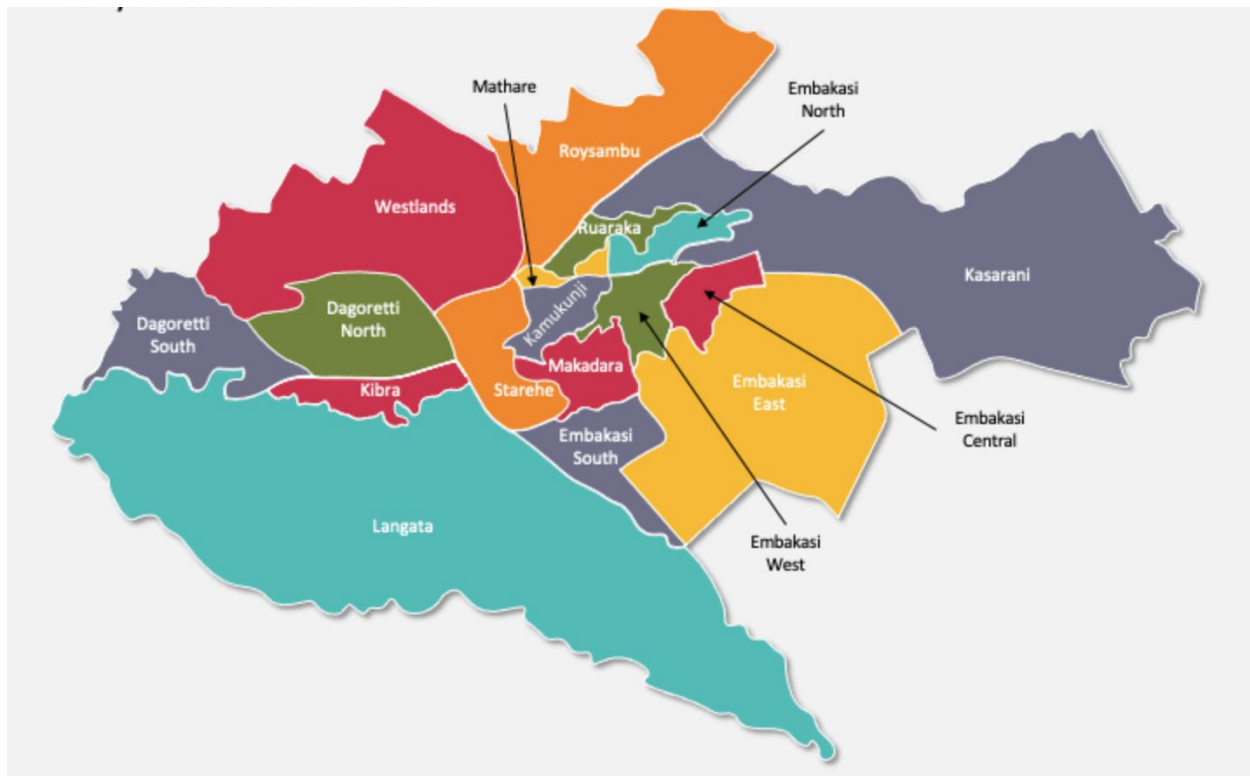 Mathare
Embakasi
North
Roysambu
Westlands
Ruaraka
Kasarani
Dagoretti
North
Dagoretti
South
Kamukunji
Makadara
Kibra
Starehe
Embakasi
East
Embakasi
Central
Embakasi
South
Langata
Embakasi
West